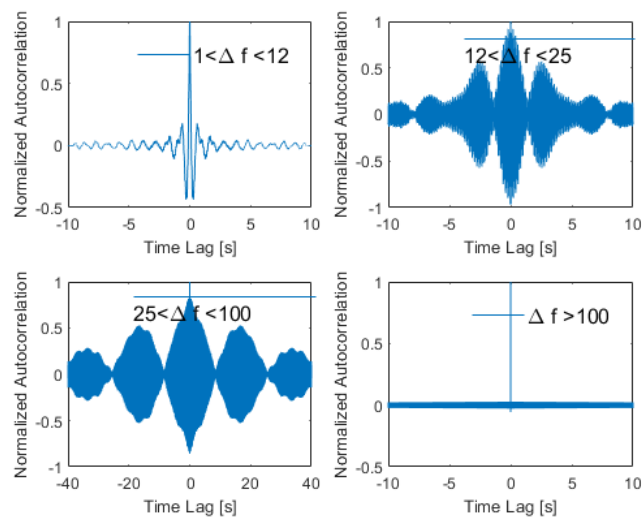 Normalized Autocorrelation
1
0.5
0
-0.5
1<Δ f <12
-10 -5 0 5 10
Time Lag [s]
Normalized Autocorrelation
1
0.5
0
-0.5
-1
12<Δ f <25
-10 -5 0 5 10
Time Lag [s]
Normalized Autocorrelation
1
0.5
0
-0.5
-1
25<Δ f <100
-40 -20 0 20 40
Time Lag [s]
Normalized Autocorrelation
1
0.5
0
-0.5
Δ f >100
-10 -5 0 5 10
Time Lag [s]